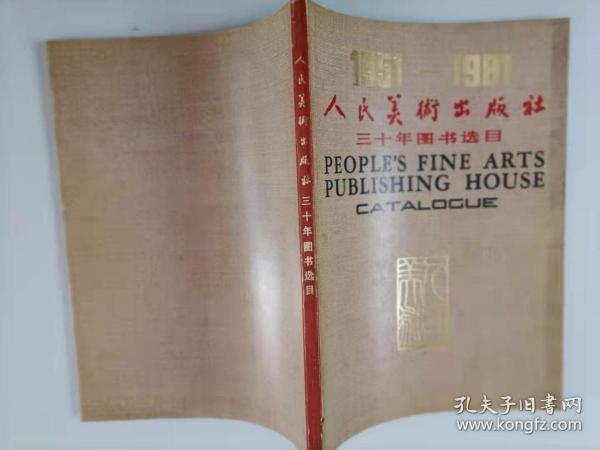 人民美術出版社 三十年图书选目
1951－1981
人民美術出版社
三十年图书选目
PEOPLE'S FINE ARTS
PUBLISHING HOUSE
CATALOGUE
孔夫子旧书网
www.kongfz.com